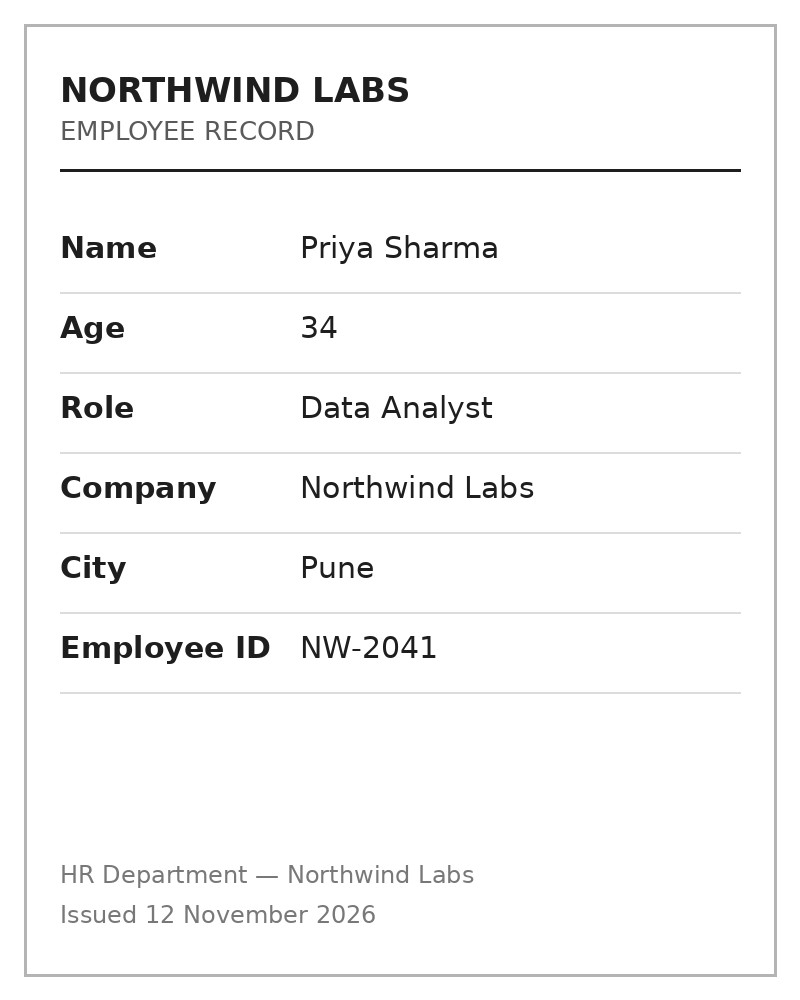 NORTHWIND LABS
EMPLOYEE RECORD
Name Priya Sharma
Age 34
Role Data Analyst
Company Northwind Labs
City Pune
Employee ID NW-2041
HR Department — Northwind Labs
Issued 12 November 2026